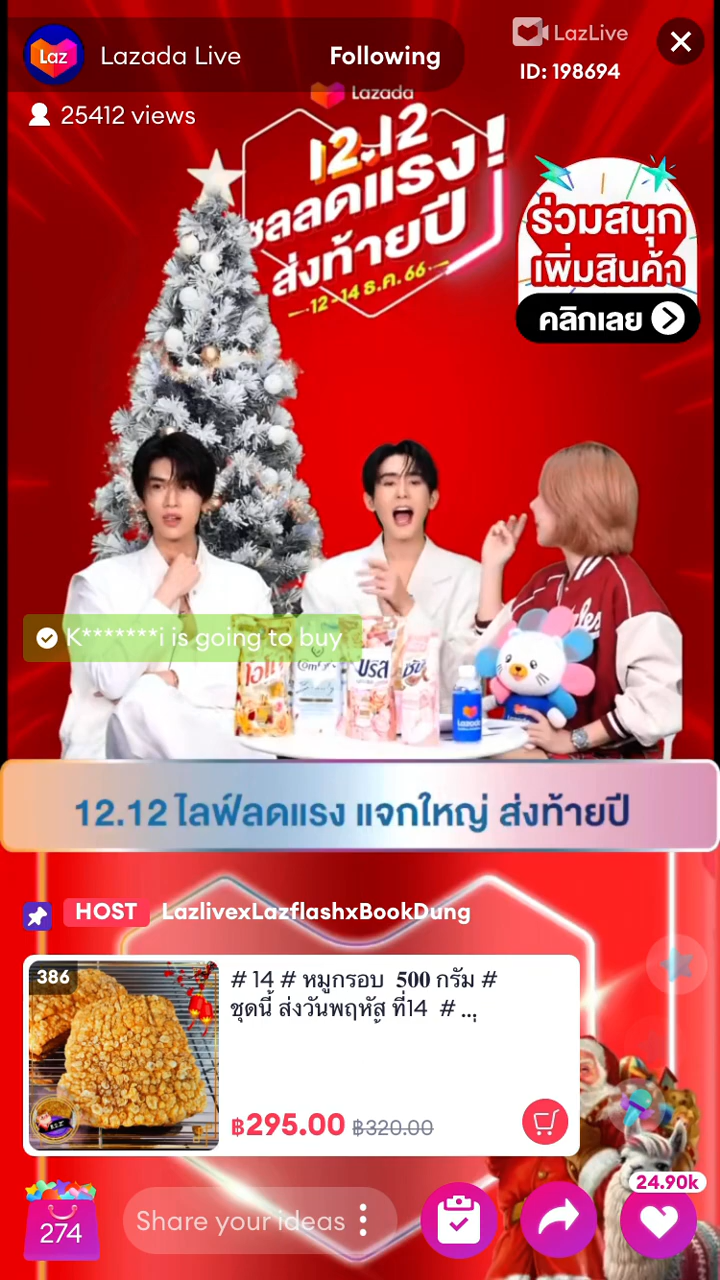 Laz
Lazada Live
Following
LazLive
ID: 198694
25412 views
Lazada
12.12
ลดแรง!
ส่งท้ายปี
12-14 ธ.ค. 66
ร่วมสนุก
เพิ่มสินค้า
คลิกเลย
K*******i is going to buy
Comfort
Lazada
12.12 ไลฟ์ลดแรง แจกใหญ่ ส่งท้ายปี
HOST LazlivexLazflashxBookDung
386
# 14 # หมูกรอบ 500 กรัม #
ชุดนี้ ส่งวันพฤหัส ที่14 # ...
฿295.00 ฿320.00
24.90k
274
Share your ideas